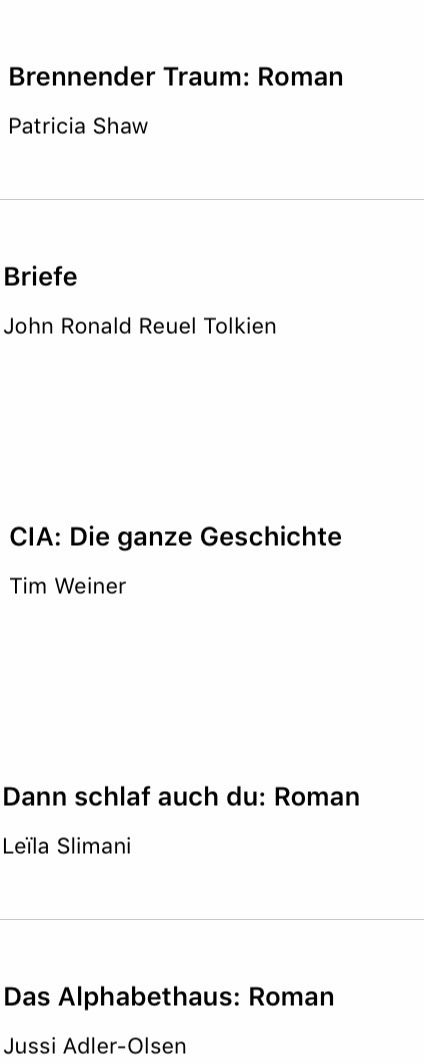 Brennender Traum: Roman
Patricia Shaw
Briefe
John Ronald Reuel Tolkien
CIA: Die ganze Geschichte
Tim Weiner
Dann schlaf auch du: Roman
Leïla Slimani
Das Alphabethaus: Roman
Jussi Adler-Olsen